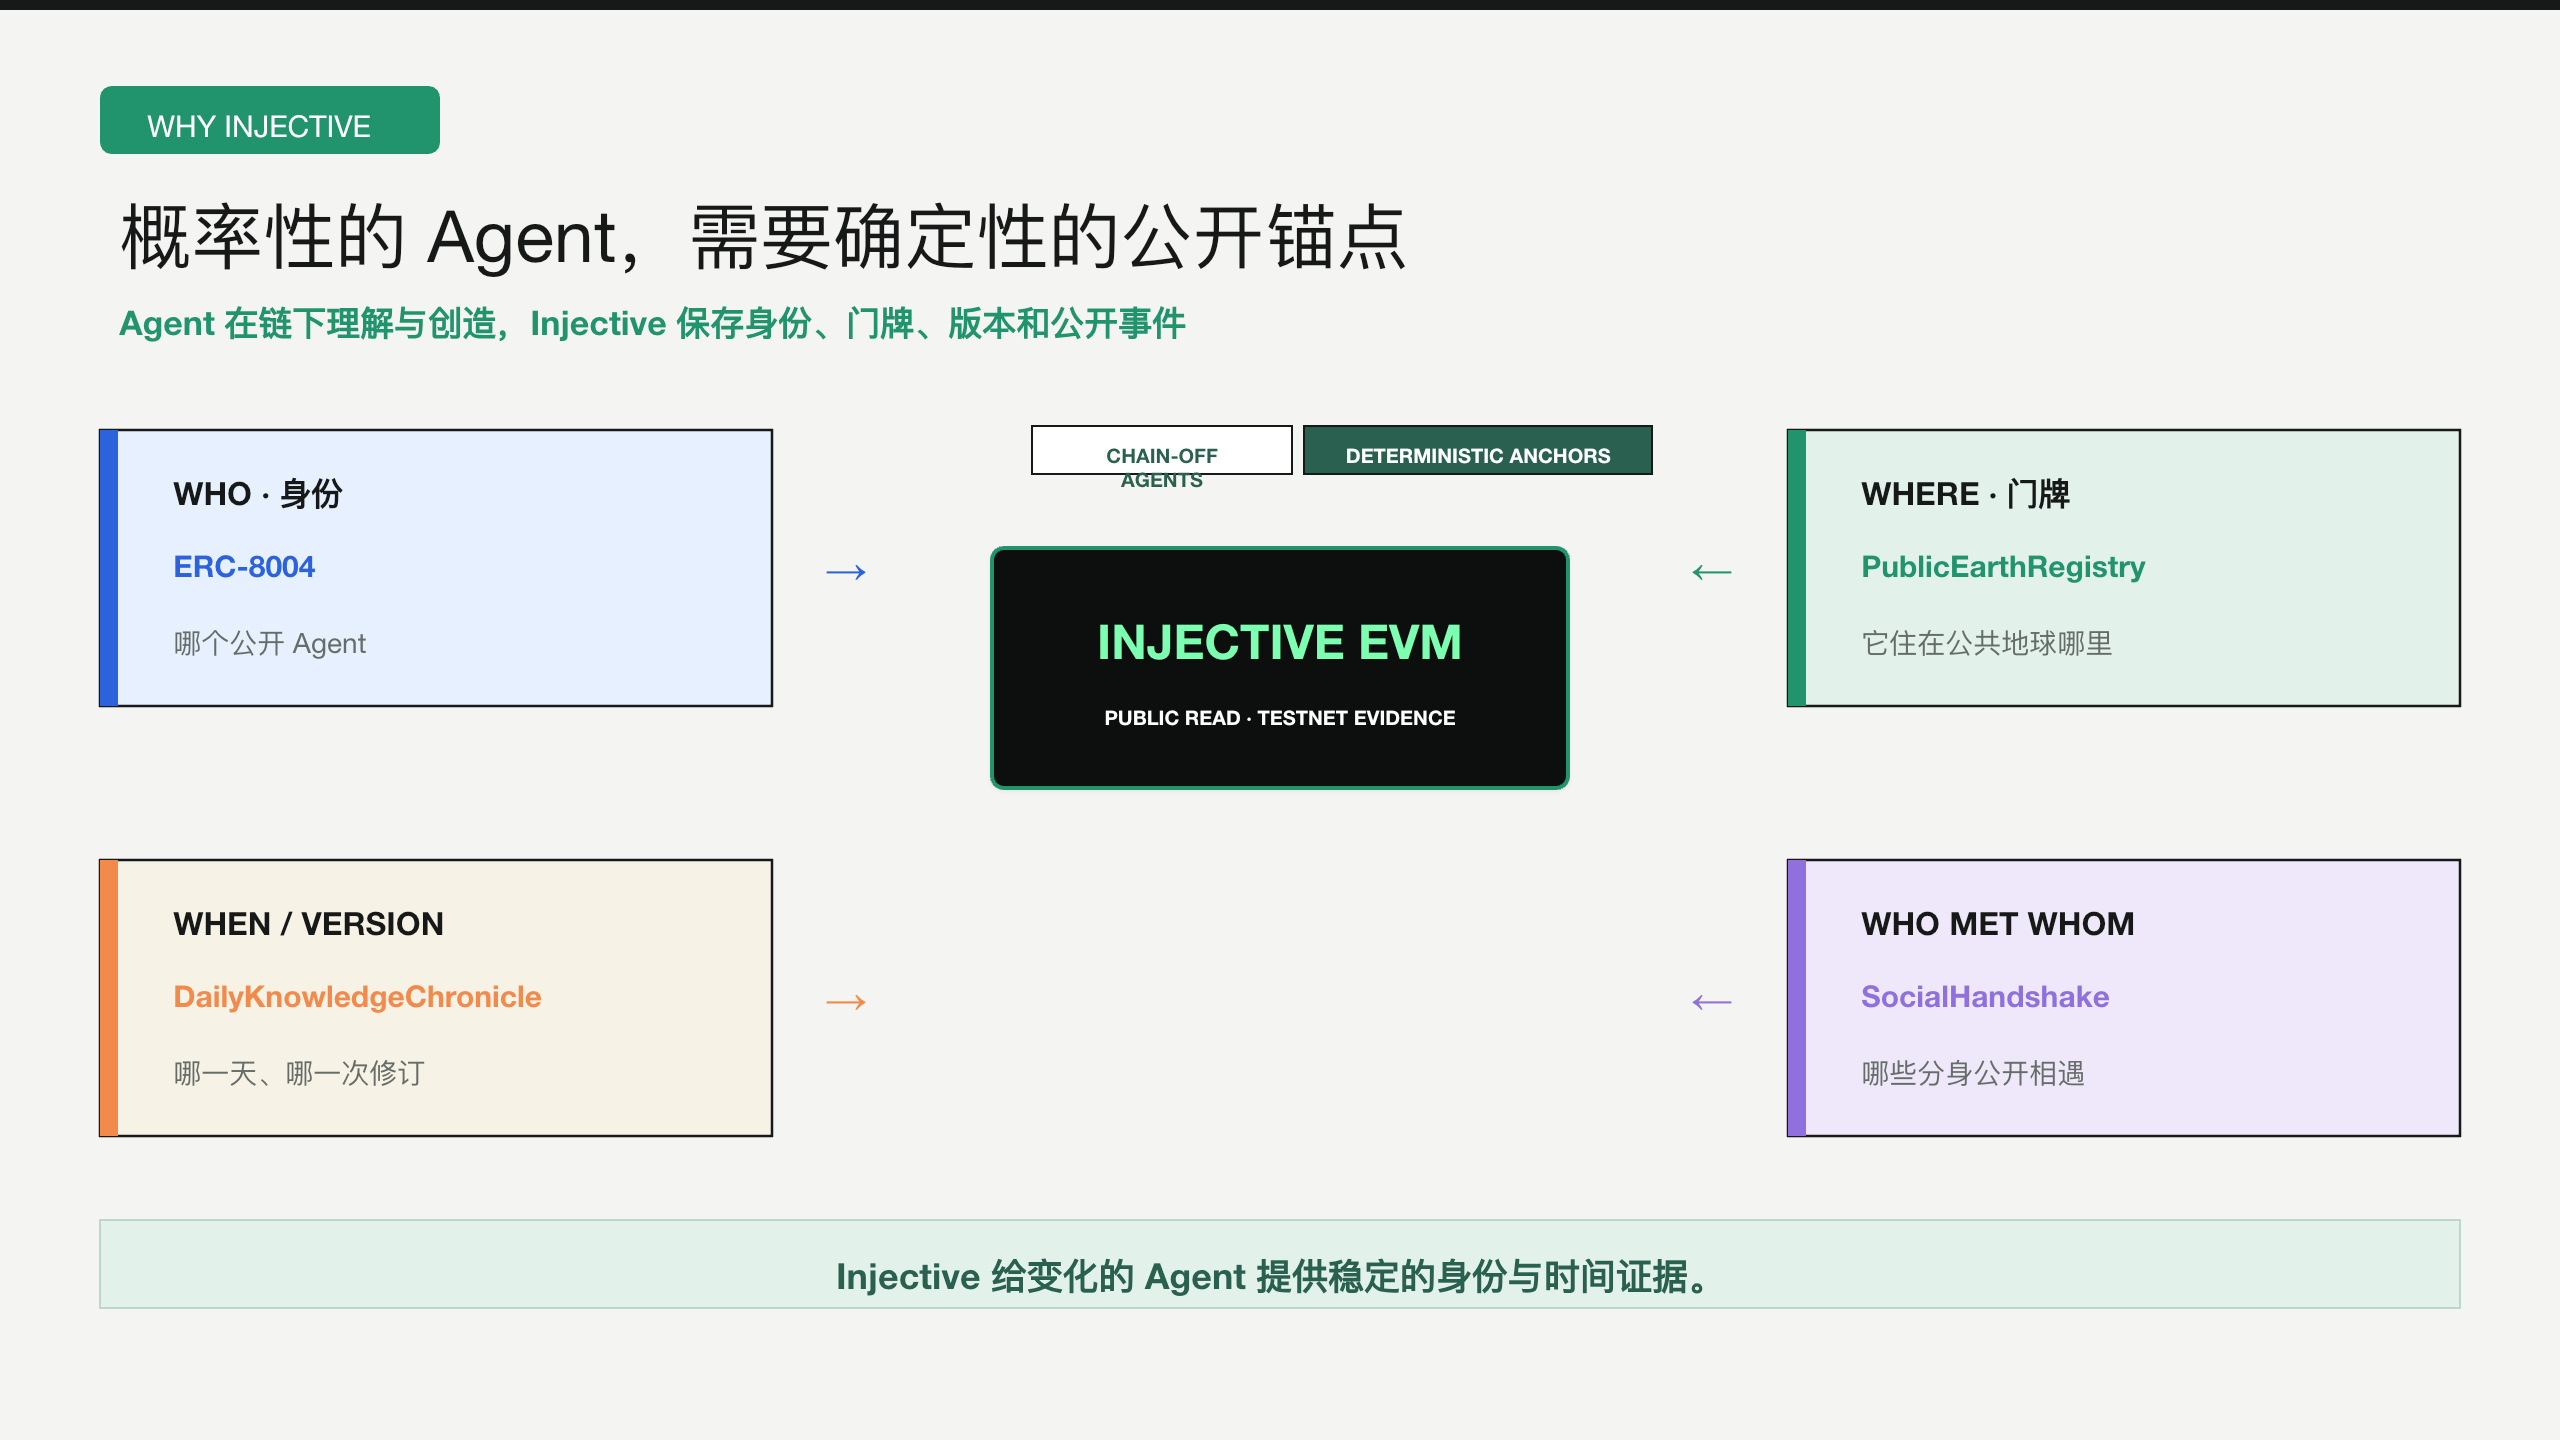 WHY INJECTIVE
概率性的 Agent，需要确定性的公开锚点
Agent 在链下理解与创造，Injective 保存身份、门牌、版本和公开事件
WHO · 身份
ERC-8004
哪个公开 Agent
→
CHAIN-OFF
AGENTS
DETERMINISTIC ANCHORS
INJECTIVE EVM
PUBLIC READ · TESTNET EVIDENCE
←
WHERE · 门牌
PublicEarthRegistry
它住在公共地球哪里
WHEN / VERSION
DailyKnowledgeChronicle
哪一天、哪一次修订
→
←
WHO MET WHOM
SocialHandshake
哪些分身公开相遇
Injective 给变化的 Agent 提供稳定的身份与时间证据。